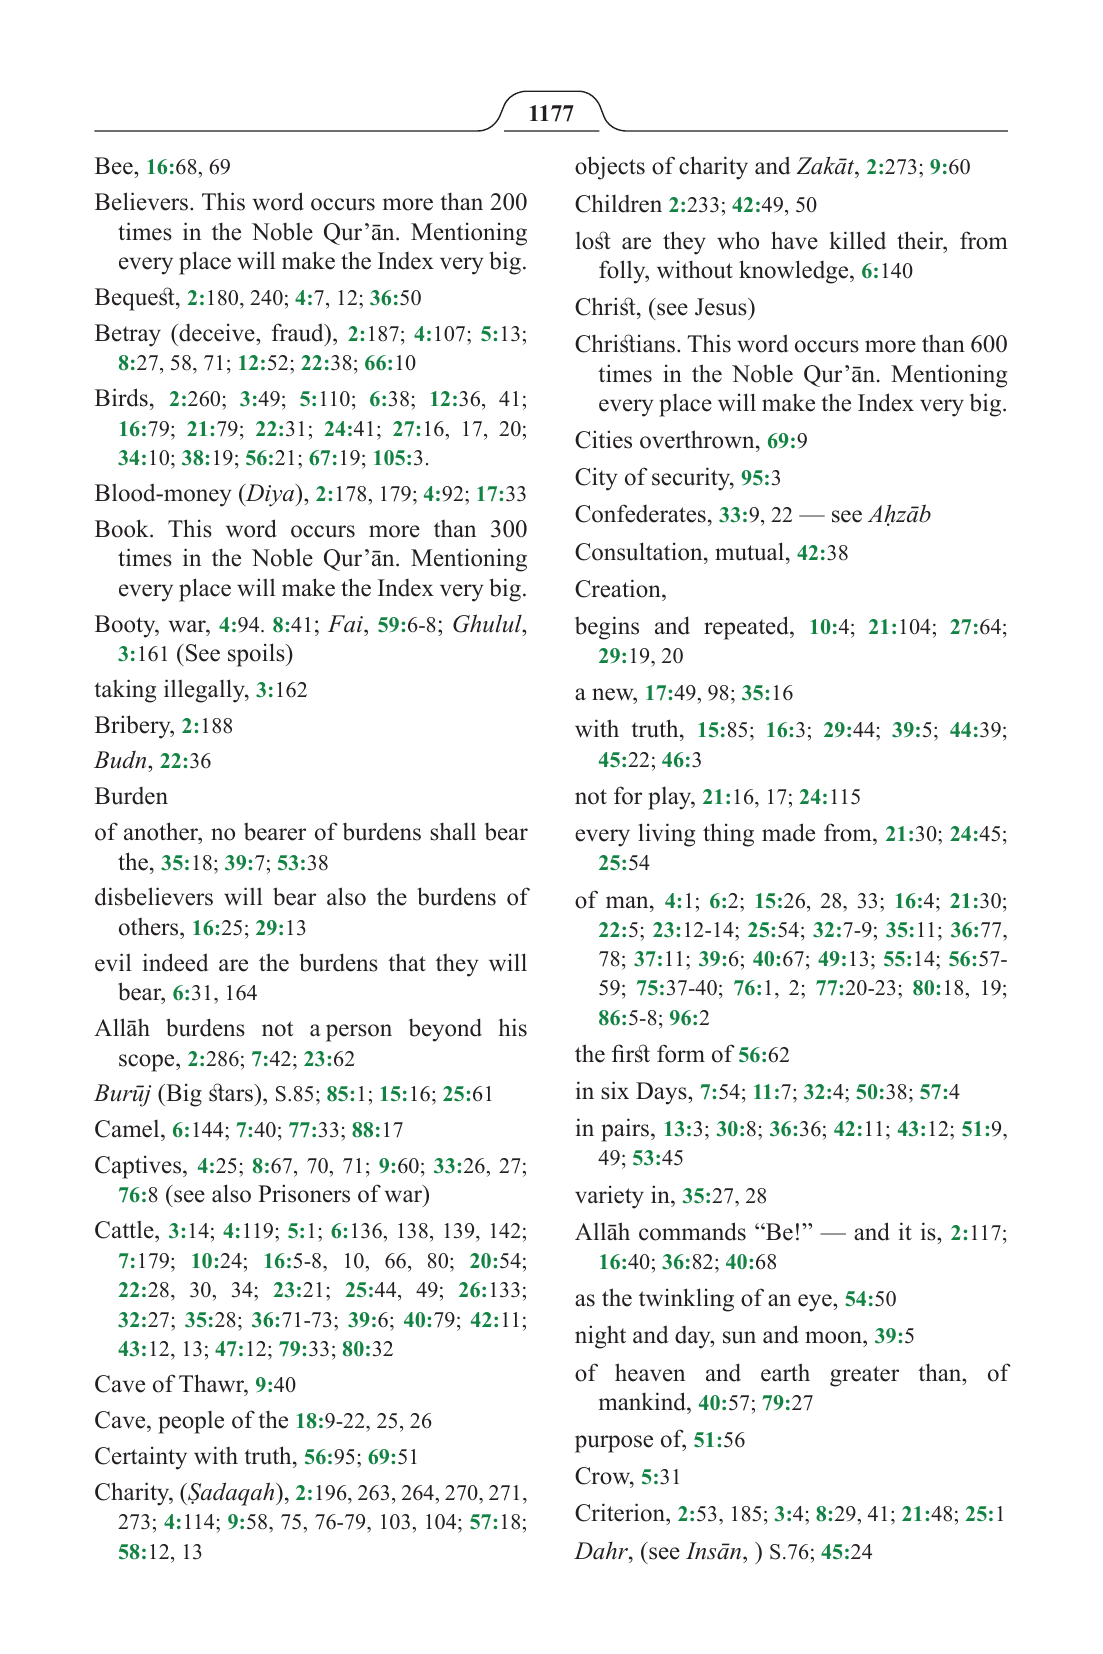 1177
Bee, 16:68, 69
Believers. This word occurs more than 200
times in the Noble Qur’ān. Mentioning
every place will make the Index very big.
Bequest, 2:180, 240; 4:7, 12; 36:50
Betray (deceive, fraud), 2:187; 4:107; 5:13;
8:27, 58, 71; 12:52; 22:38; 66:10
Birds, 2:260; 3:49; 5:110; 6:38; 12:36, 41;
16:79; 21:79; 22:31; 24:41; 27:16, 17, 20;
34:10; 38:19; 56:21; 67:19; 105:3.
Blood-money (Diya), 2:178, 179; 4:92; 17:33
Book. This word occurs more than 300
times in the Noble Qur’ān. Mentioning
every place will make the Index very big.
Booty, war, 4:94. 8:41; Fai, 59:6-8; Ghulul,
3:161 (See spoils)
taking illegally, 3:162
Bribery, 2:188
Budn, 22:36
Burden
of another, no bearer of burdens shall bear
the, 35:18; 39:7; 53:38
disbelievers will bear also the burdens of
others, 16:25; 29:13
evil indeed are the burdens that they will
bear, 6:31, 164
Allāh burdens not a person beyond his
scope, 2:286; 7:42; 23:62
Burūj (Big stars), S.85; 85:1; 15:16; 25:61
Camel, 6:144; 7:40; 77:33; 88:17
Captives, 4:25; 8:67, 70, 71; 9:60; 33:26, 27;
76:8 (see also Prisoners of war)
Cattle, 3:14; 4:119; 5:1; 6:136, 138, 139, 142;
7:179; 10:24; 16:5-8, 10, 66, 80; 20:54;
22:28, 30, 34; 23:21; 25:44, 49; 26:133;
32:27; 35:28; 36:71-73; 39:6; 40:79; 42:11;
43:12, 13; 47:12; 79:33; 80:32
Cave of Thawr, 9:40
Cave, people of the 18:9-22, 25, 26
Certainty with truth, 56:95; 69:51
Charity, (Ṣadaqah), 2:196, 263, 264, 270, 271,
273; 4:114; 9:58, 75, 76-79, 103, 104; 57:18;
58:12, 13
objects of charity and Zakāt, 2:273; 9:60
Children 2:233; 42:49, 50
lost are they who have killed their, from
folly, without knowledge, 6:140
Christ, (see Jesus)
Christians. This word occurs more than 600
times in the Noble Qur’ān. Mentioning
every place will make the Index very big.
Cities overthrown, 69:9
City of security, 95:3
Confederates, 33:9, 22 — see Aḥzāb
Consultation, mutual, 42:38
Creation,
begins and repeated, 10:4; 21:104; 27:64;
29:19, 20
a new, 17:49, 98; 35:16
with truth, 15:85; 16:3; 29:44; 39:5; 44:39;
45:22; 46:3
not for play, 21:16, 17; 24:115
every living thing made from, 21:30; 24:45;
25:54
of man, 4:1; 6:2; 15:26, 28, 33; 16:4; 21:30;
22:5; 23:12-14; 25:54; 32:7-9; 35:11; 36:77,
78; 37:11; 39:6; 40:67; 49:13; 55:14; 56:57-
59; 75:37-40; 76:1, 2; 77:20-23; 80:18, 19;
86:5-8; 96:2
the first form of 56:62
in six Days, 7:54; 11:7; 32:4; 50:38; 57:4
in pairs, 13:3; 30:8; 36:36; 42:11; 43:12; 51:9,
49; 53:45
variety in, 35:27, 28
Allāh commands “Be!” — and it is, 2:117;
16:40; 36:82; 40:68
as the twinkling of an eye, 54:50
night and day, sun and moon, 39:5
of heaven and earth greater than, of
mankind, 40:57; 79:27
purpose of, 51:56
Crow, 5:31
Criterion, 2:53, 185; 3:4; 8:29, 41; 21:48; 25:1
Dahr, (see Insān, ) S.76; 45:24